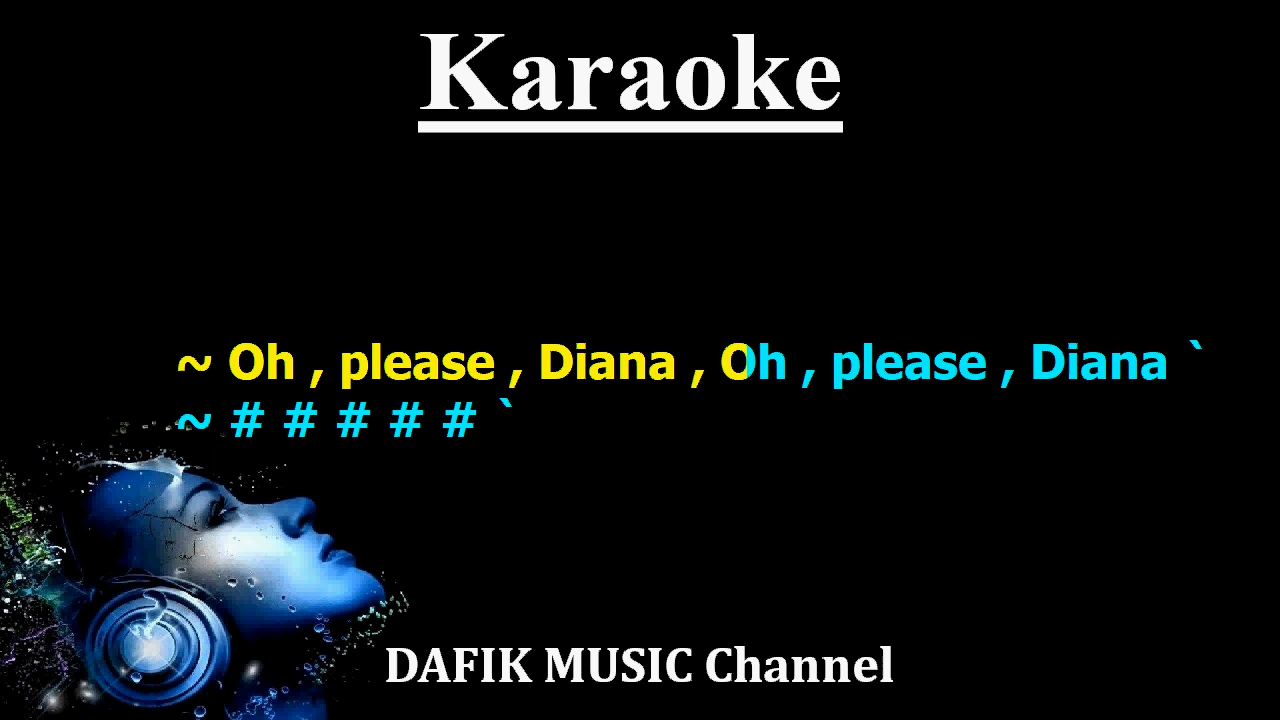 Karaoke
~ Oh , please , Diana , Oh , please , Diana `
~ # # # # # `
DAFIK MUSIC Channel